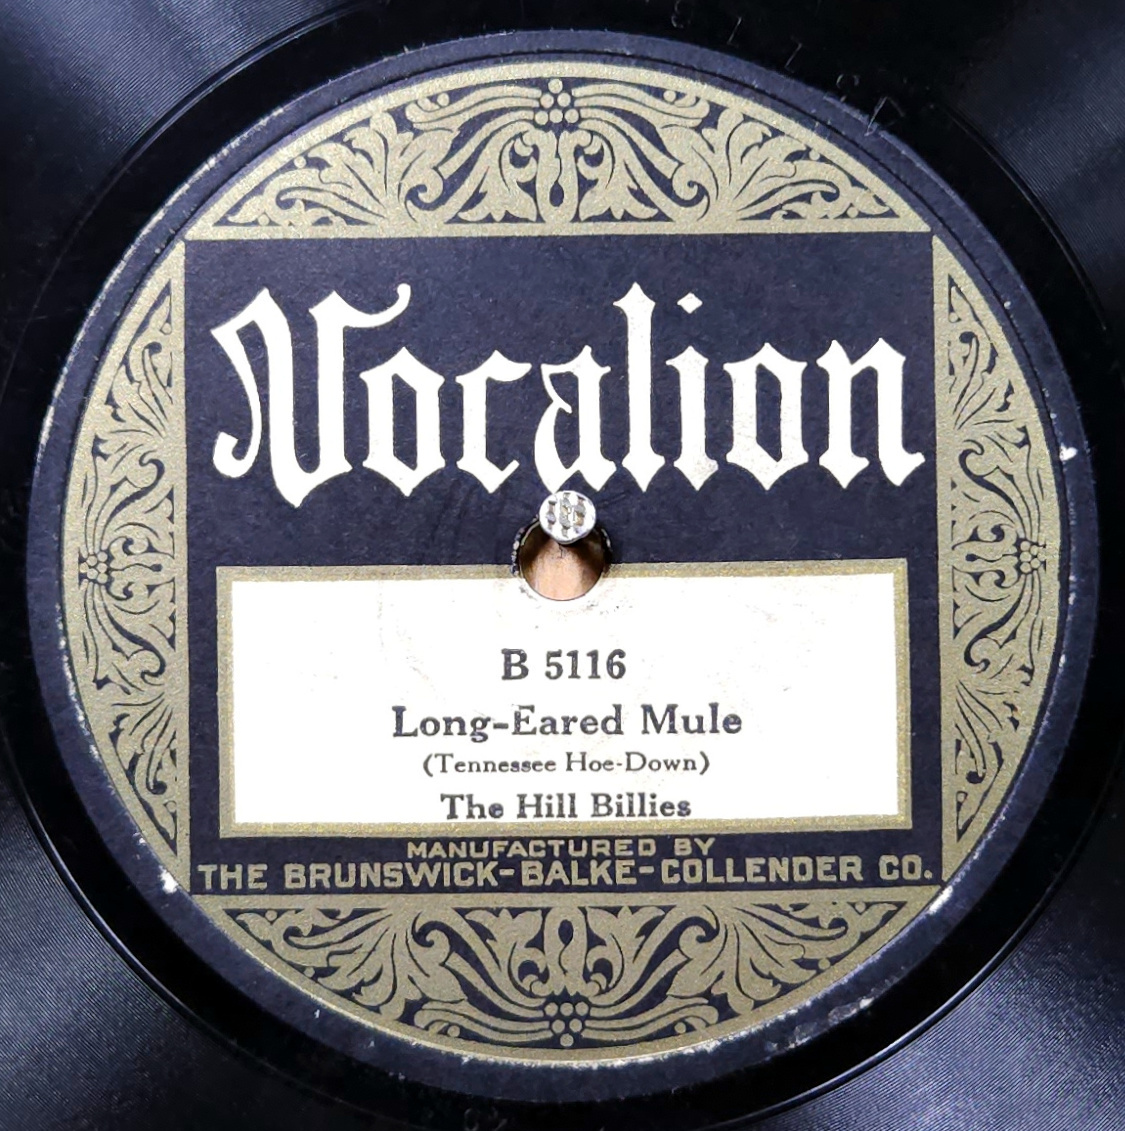 Vocalion
B 5116
Long-Eared Mule
(Tennessee Hoe-Down)
The Hill Billies
MANUFACTURED BY
THE BRUNSWICK-BALKE-COLLENDER CO.